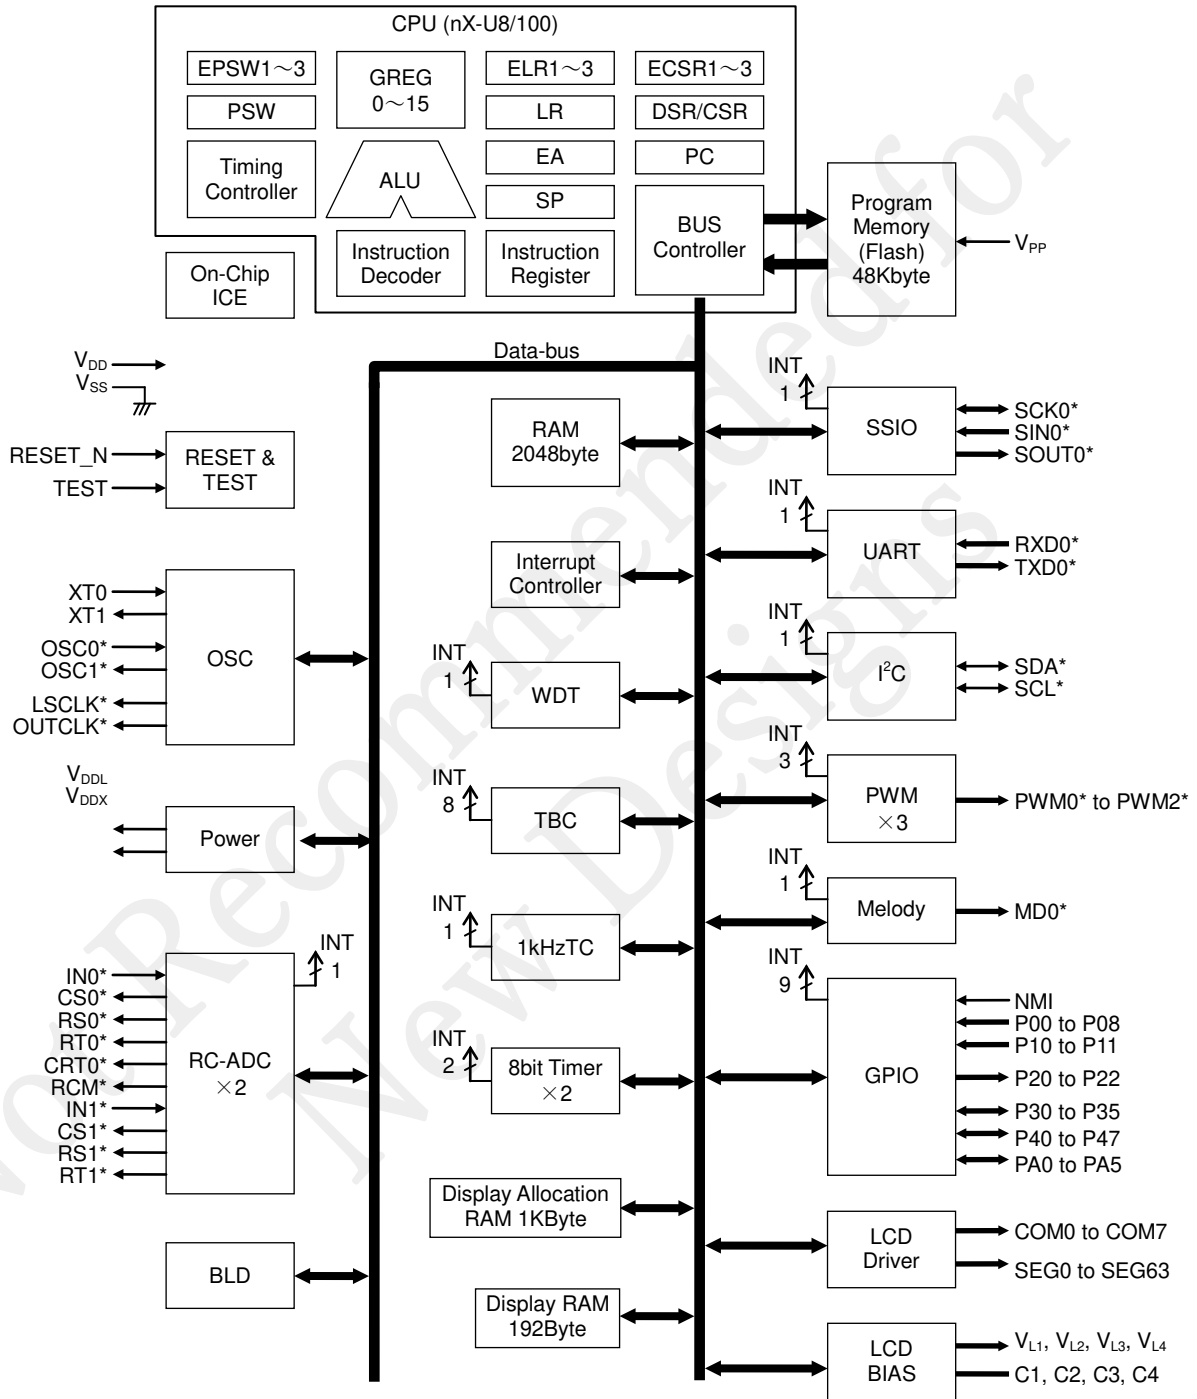 CPU (nX-U8/100)
EPSW1～3
GREG
0～15
ELR1～3
ECSR1～3
PSW
LR
DSR/CSR
Timing
Controller
ALU
EA
PC
SP
BUS
Controller
Program
Memory
(Flash)
48Kbyte
VPP
On-Chip
ICE
Instruction
Decoder
Instruction
Register
Data-bus
VDD
VSS
RESET_N
TEST
RESET &
TEST
XT0
XT1
OSC0*
OSC1*
LSCLK*
OUTCLK*
OSC
VDDL
VDDX
Power
IN0*
CS0*
RS0*
RT0*
CRT0*
RCM*
IN1*
CS1*
RS1*
RT1*
RC-ADC
×2
INT
1
BLD
RAM
2048byte
Interrupt
Controller
INT
1
WDT
INT
8
TBC
INT
1
1kHzTC
INT
2
8bit Timer
×2
Display Allocation
RAM 1KByte
Display RAM
192Byte
INT
1
SSIO
SCK0*
SIN0*
SOUT0*
INT
1
UART
RXD0*
TXD0*
INT
1
I²C
SDA*
SCL*
INT
3
PWM
×3
PWM0* to PWM2*
INT
1
Melody
MD0*
INT
9
GPIO
NMI
P00 to P08
P10 to P11
P20 to P22
P30 to P35
P40 to P47
PA0 to PA5
LCD
Driver
COM0 to COM7
SEG0 to SEG63
LCD
BIAS
VL1, VL2, VL3, VL4
C1, C2, C3, C4
Not Recommended for
New Designs